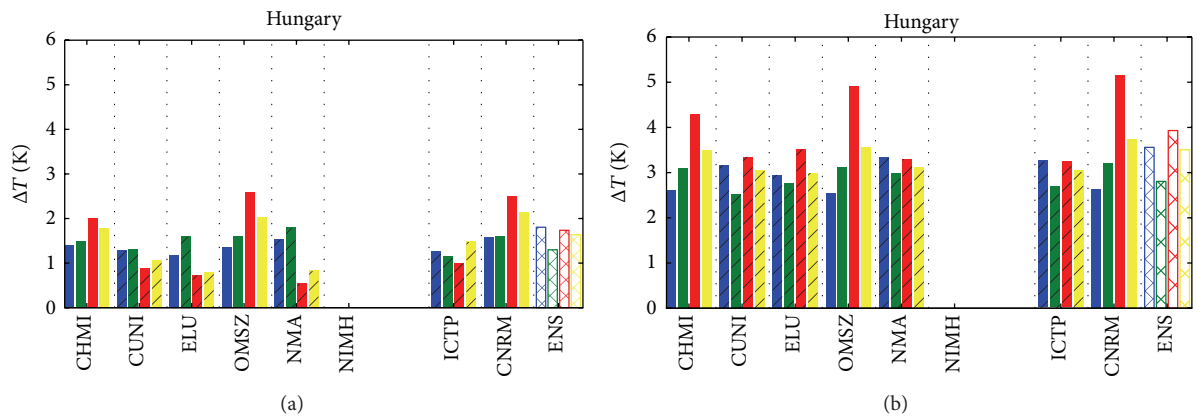 Hungary
6
5
4
3
2
1
0
ΔT (K)
CHMI
CUNI
ELU
OMSZ
NMA
NIMH
ICTP
CNRM
ENS
(a)
Hungary
6
5
4
3
2
1
0
ΔT (K)
CHMI
CUNI
ELU
OMSZ
NMA
NIMH
ICTP
CNRM
ENS
(b)